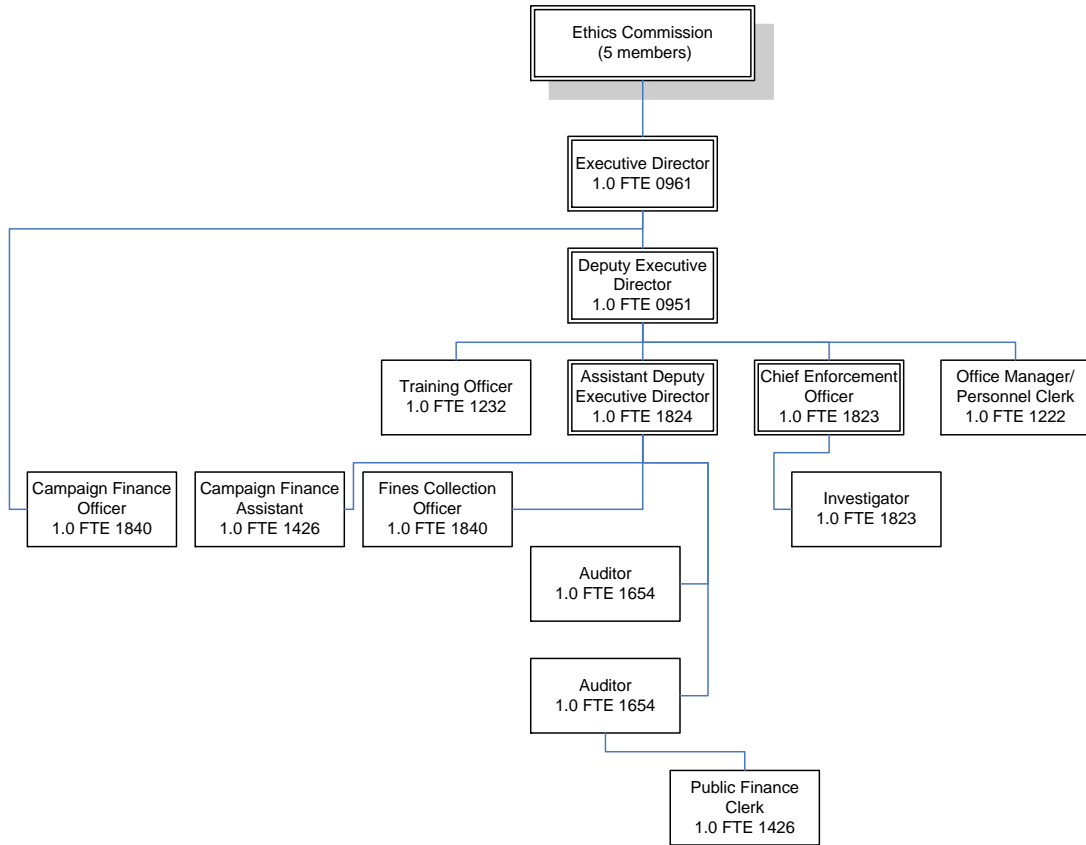 Ethics Commission
(5 members)
Executive Director
1.0 FTE 0961
Deputy Executive
Director
1.0 FTE 0951
Training Officer
1.0 FTE 1232
Assistant Deputy
Executive Director
1.0 FTE 1824
Chief Enforcement
Officer
1.0 FTE 1823
Office Manager/
Personnel Clerk
1.0 FTE 1222
Campaign Finance
Officer
1.0 FTE 1840
Campaign Finance
Assistant
1.0 FTE 1426
Fines Collection
Officer
1.0 FTE 1840
Investigator
1.0 FTE 1823
Auditor
1.0 FTE 1654
Auditor
1.0 FTE 1654
Public Finance
Clerk
1.0 FTE 1426